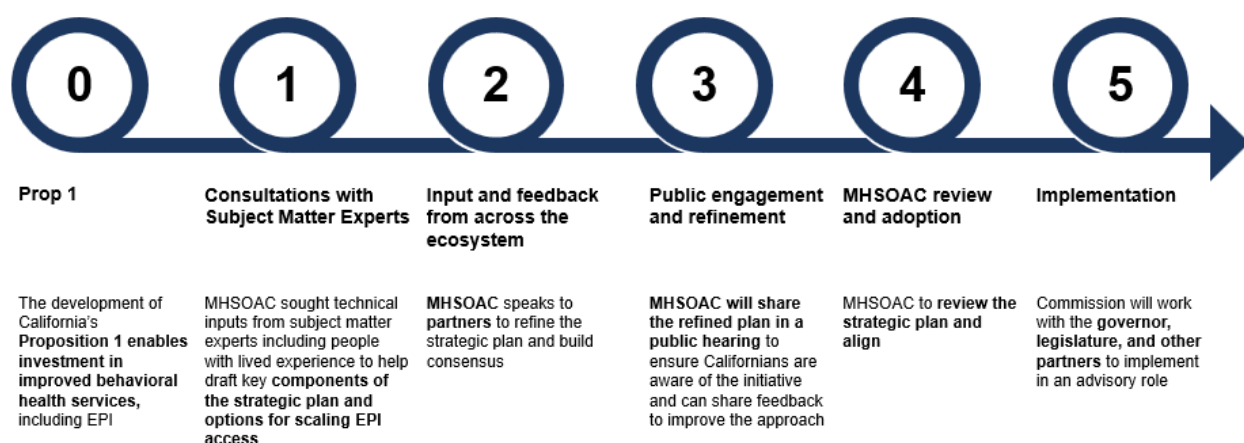 0
1
2
3
4
5
Prop 1
Consultations with
Subject Matter Experts
Input and feedback
from across the
ecosystem
Public engagement
and refinement
MHSOAC review
and adoption
Implementation
The development of
California's
Proposition 1 enables
investment in
improved behavioral
health services,
including EPI
MHSOAC sought technical
inputs from subject matter
experts including people
with lived experience to help
draft key components of
the strategic plan and
options for scaling EPI
access
MHSOAC speaks to
partners to refine the
strategic plan and build
consensus
MHSOAC will share
the refined plan in a
public hearing to
ensure Californians are
aware of the initiative
and can share feedback
to improve the approach
MHSOAC to review the
strategic plan and
align
Commission will work
with the governor,
legislature, and other
partners to implement
in an advisory role